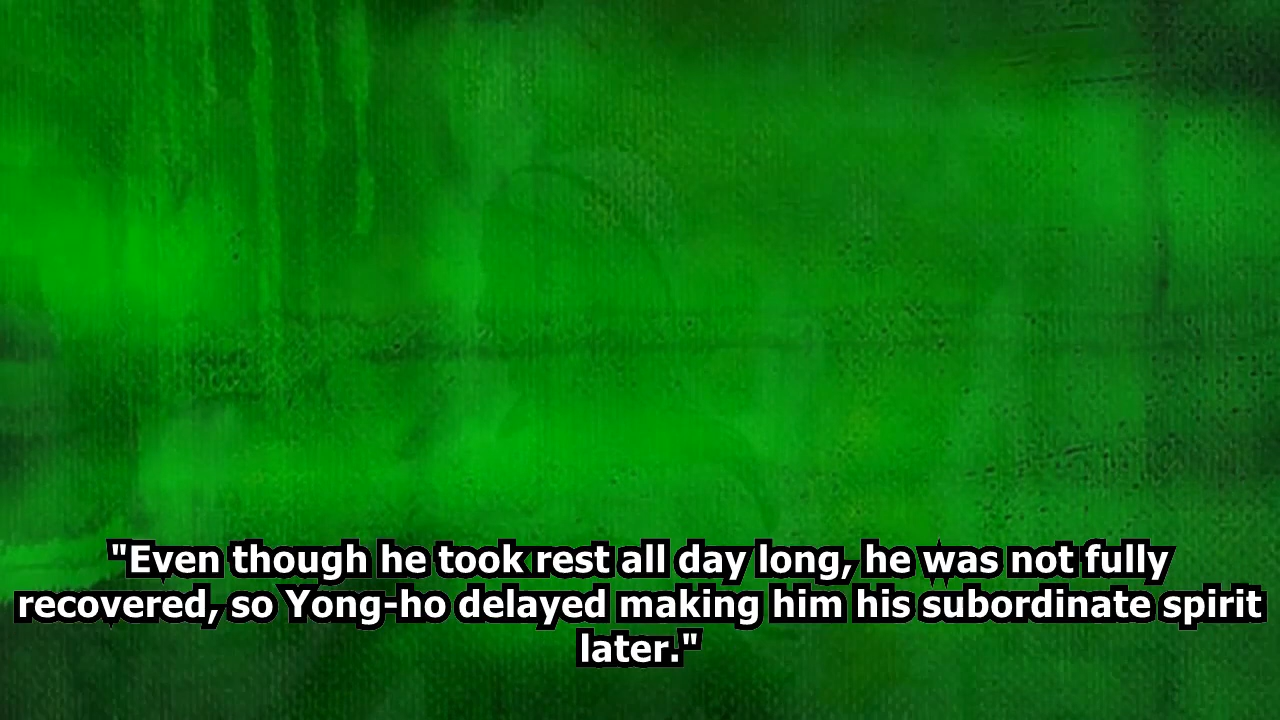 "Even though he took rest all day long, he was not fully
recovered, so Yong-ho delayed making him his subordinate spirit
later."